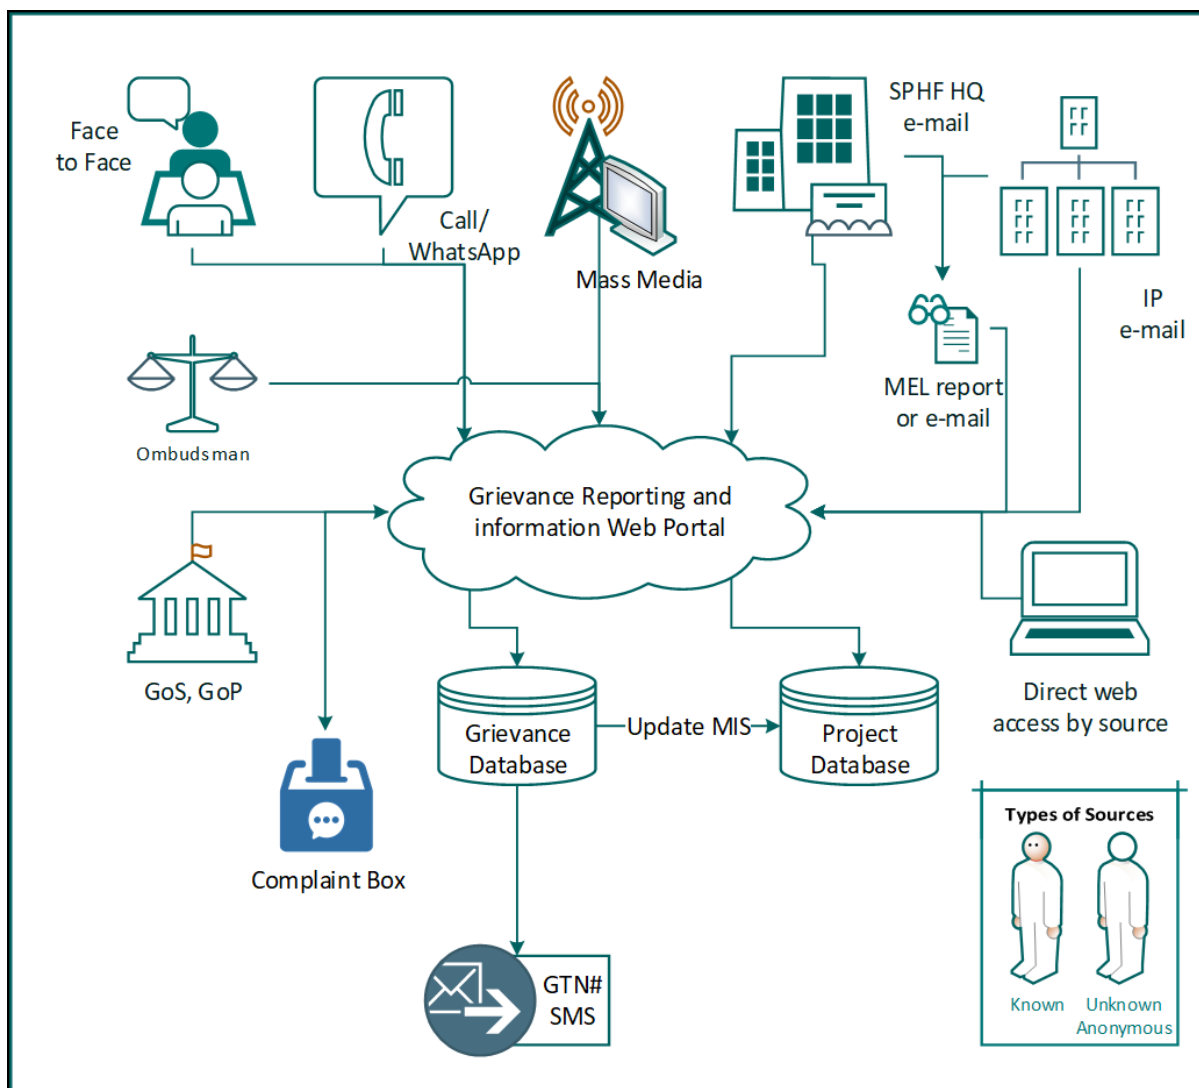 Face
to Face
Call/
WhatsApp
Mass Media
SPHF HQ
e-mail
IP
e-mail
MEL report
or e-mail
Ombudsman
Grievance Reporting and
information Web Portal
GoS, GoP
Complaint Box
Grievance
Database
Update MIS
Project
Database
Direct web
access by source
GTN#
SMS
Types of Sources
Known
Unknown
Anonymous